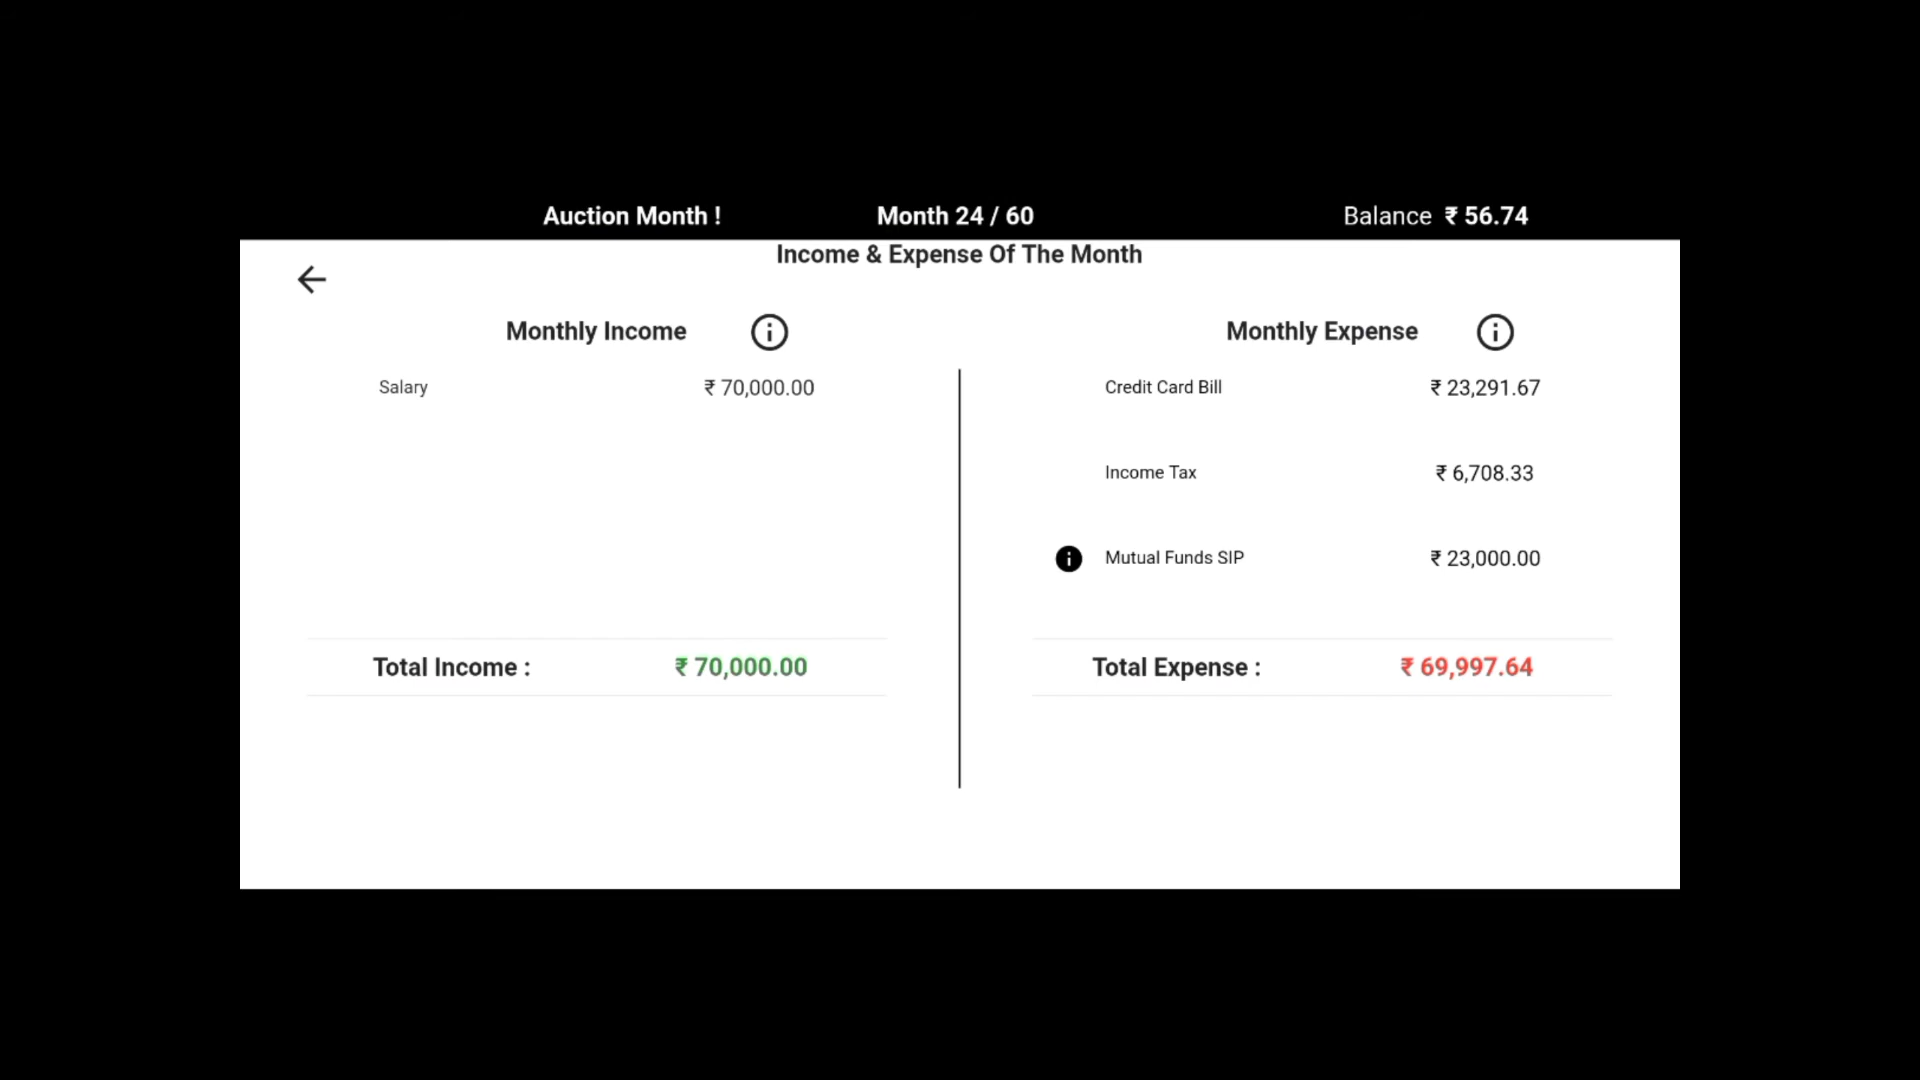 Auction Month !
Month 24 / 60
Balance ₹ 56.74
Income & Expense Of The Month
Monthly Income
Salary ₹ 70,000.00
Total Income : ₹ 70,000.00
Monthly Expense
Credit Card Bill ₹ 23,291.67
Income Tax ₹ 6,708.33
Mutual Funds SIP ₹ 23,000.00
Total Expense : ₹ 69,997.64